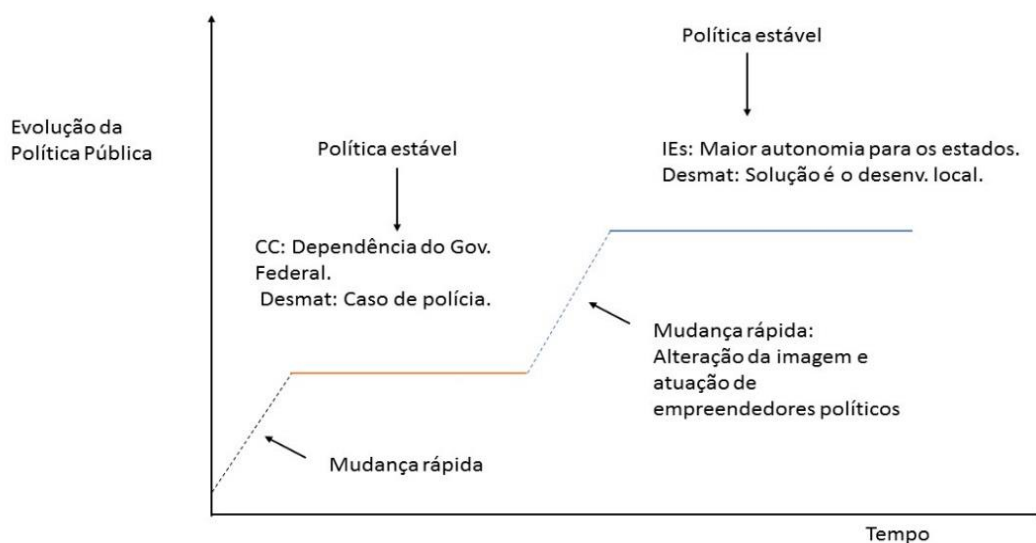 Política estável
Evolução da
Política Pública
Política estável
IEs: Maior autonomia para os estados.
Desmat: Solução é o desenv. local.
CC: Dependência do Gov.
Federal.
Desmat: Caso de polícia.
Mudança rápida:
Alteração da imagem e
atuação de
empreendedores políticos
Mudança rápida
Tempo